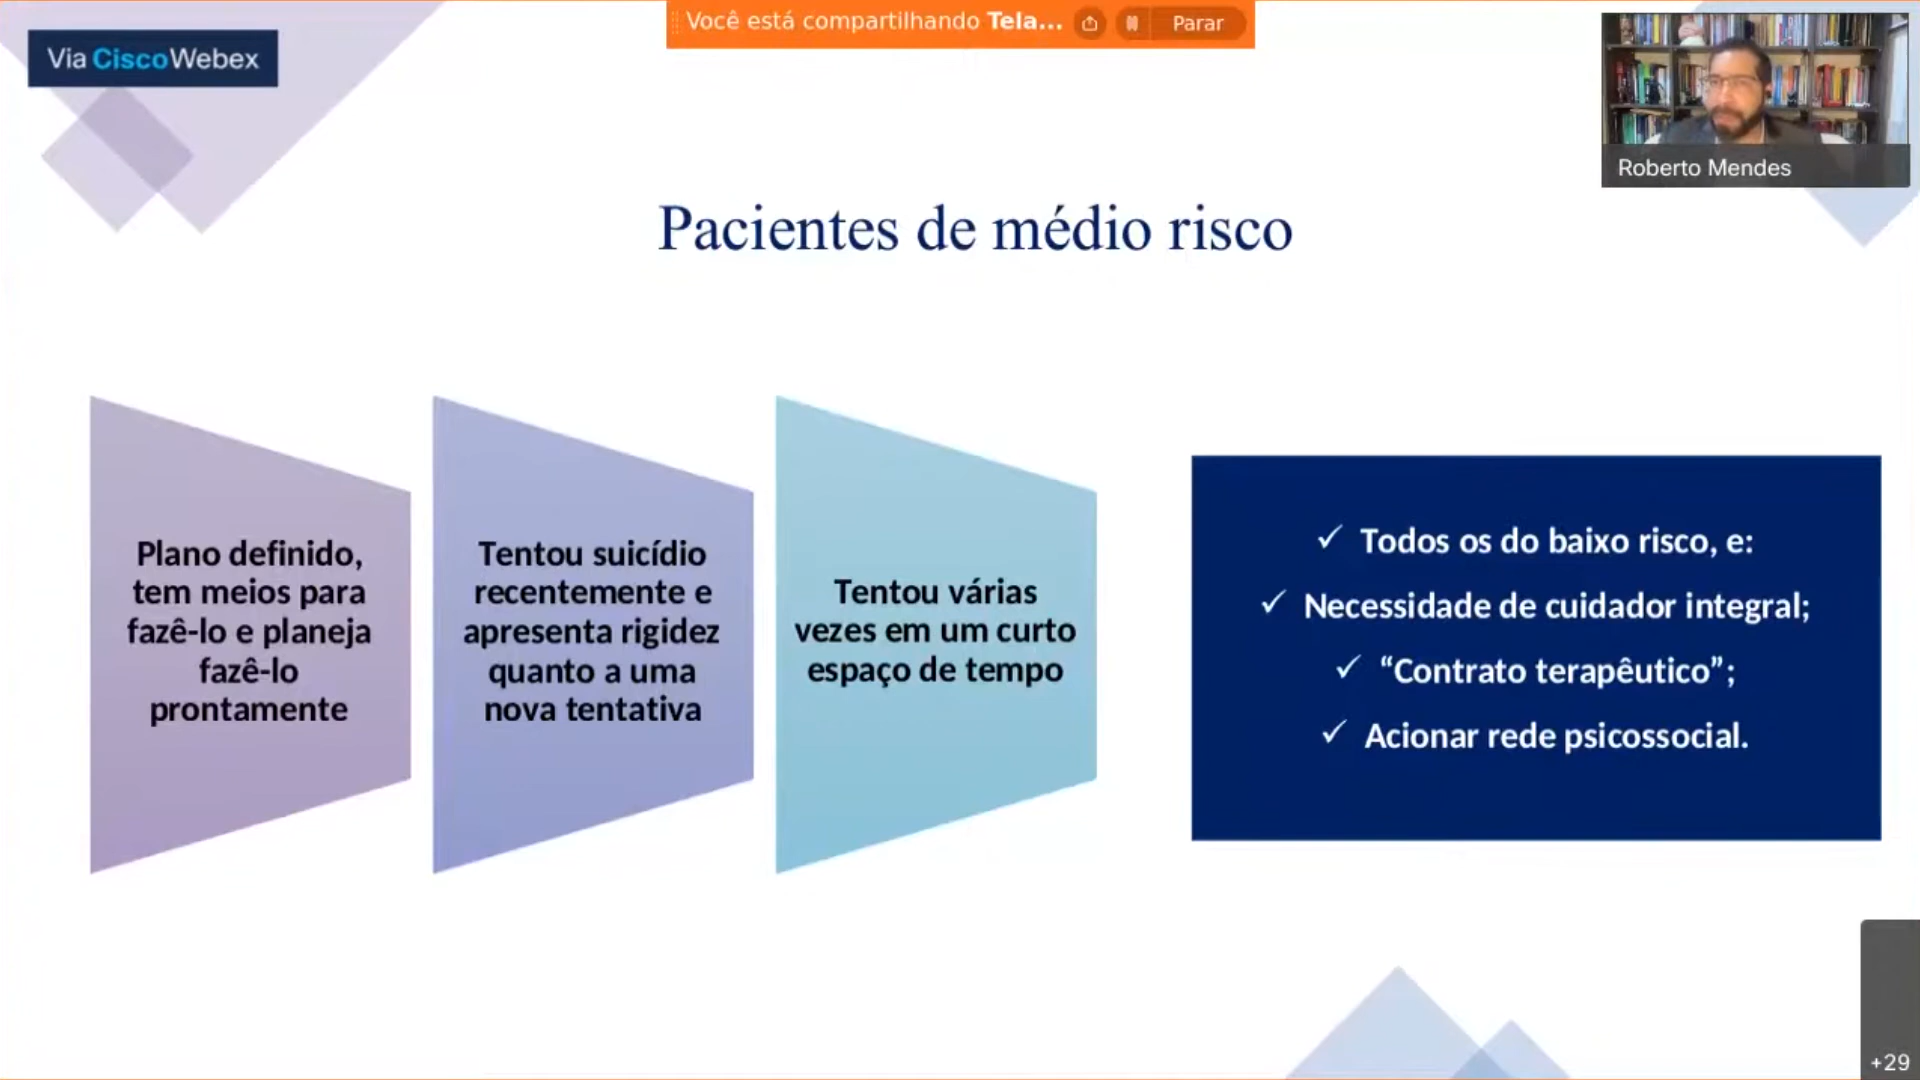 Você está compartilhando Tela...
Parar
Via CiscoWebex
Roberto Mendes
Pacientes de médio risco
Plano definido,
tem meios para
fazê-lo e planeja
fazê-lo
prontamente
Tentou suicídio
recentemente e
apresenta rigidez
quanto a uma
nova tentativa
Tentou várias
vezes em um curto
espaço de tempo
✓ Todos os do baixo risco, e:
✓ Necessidade de cuidador integral;
✓ “Contrato terapêutico”;
✓ Acionar rede psicossocial.
+29